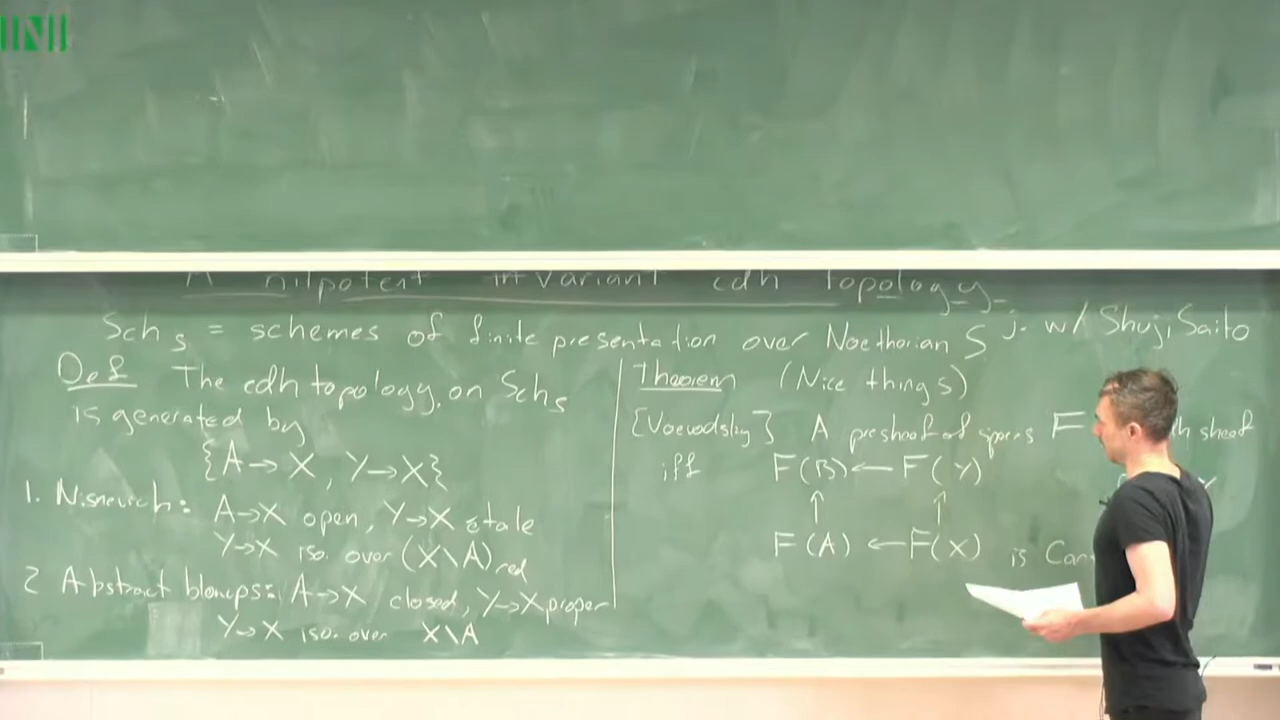 INI
A nilpotent invariant cdh topology
j. w/ Shuji Saito
Sch_S = schemes of finite presentation over Noetherian S
Def The cdh topology on Sch_S
is generated by
{A → X, Y → X}
1. Nisnevich: A → X open, Y → X etale
Y → X iso. over (X \ A)_red
2 Abstract blowups: A → X closed, Y → X proper
Y → X iso. over X \ A
Theorem (Nice things)
[Voevodsky] A presheaf of spaces F sheaf
iff F(B) ← F(Y)
↑ ↑
F(A) ← F(X) is